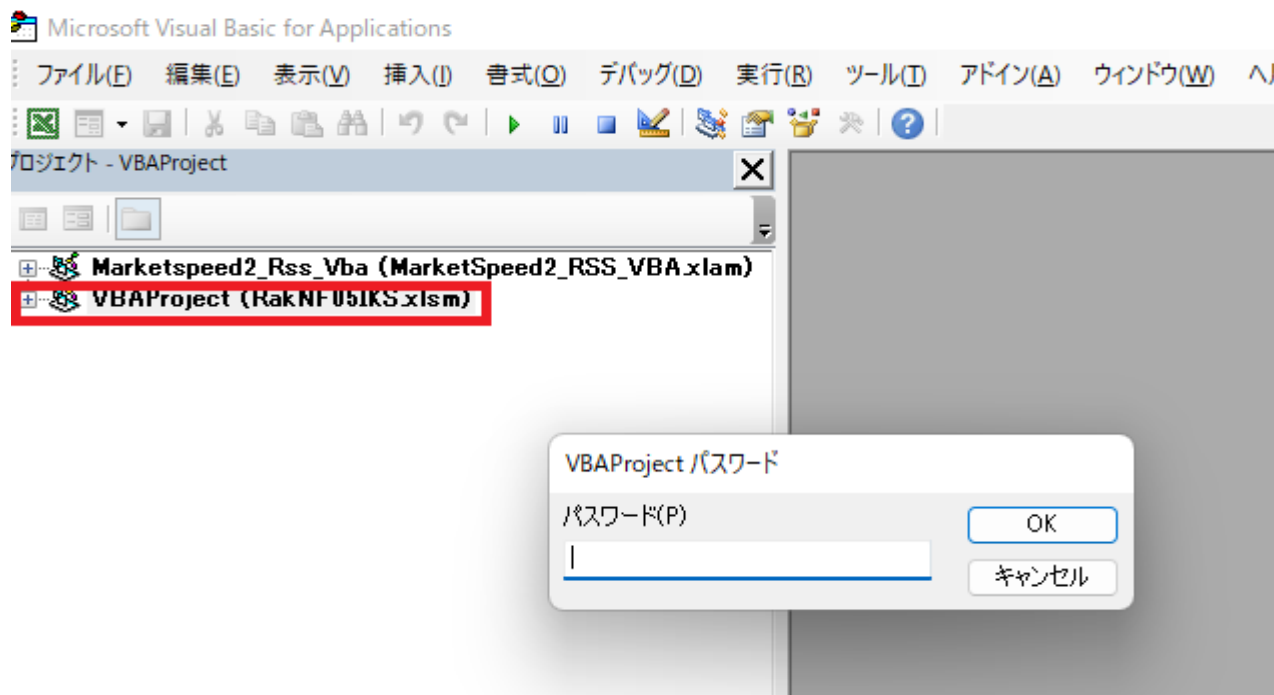 Microsoft Visual Basic for Applications
ファイル(F) 編集(E) 表示(V) 挿入(I) 書式(O) デバッグ(D) 実行(R) ツール(T) アドイン(A) ウィンドウ(W)
プロジェクト - VBAProject
Marketspeed2_Rss_Vba (MarketSpeed2_RSS_VBA.xlam)
VBAProject (RakNF05IKS.xlsm)
VBAProject パスワード
パスワード(P)
OK
キャンセル